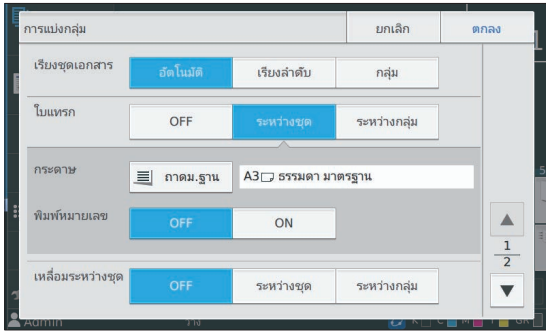 การแบ่งกลุ่ม ยกเลิก ตกลง
เรียงชุดเอกสาร อัตโนมัติ เรียงลำดับ กลุ่ม
ใบแทรก OFF ระหว่างชุด ระหว่างกลุ่ม
กระดาษ ถาดม.ฐาน A3 ธรรมดา มาตรฐาน
พิมพ์หมายเลข OFF ON
1
2
เหลื่อมระหว่างชุด OFF ระหว่างชุด ระหว่างกลุ่ม
Admin ว่าง K C M Y GR